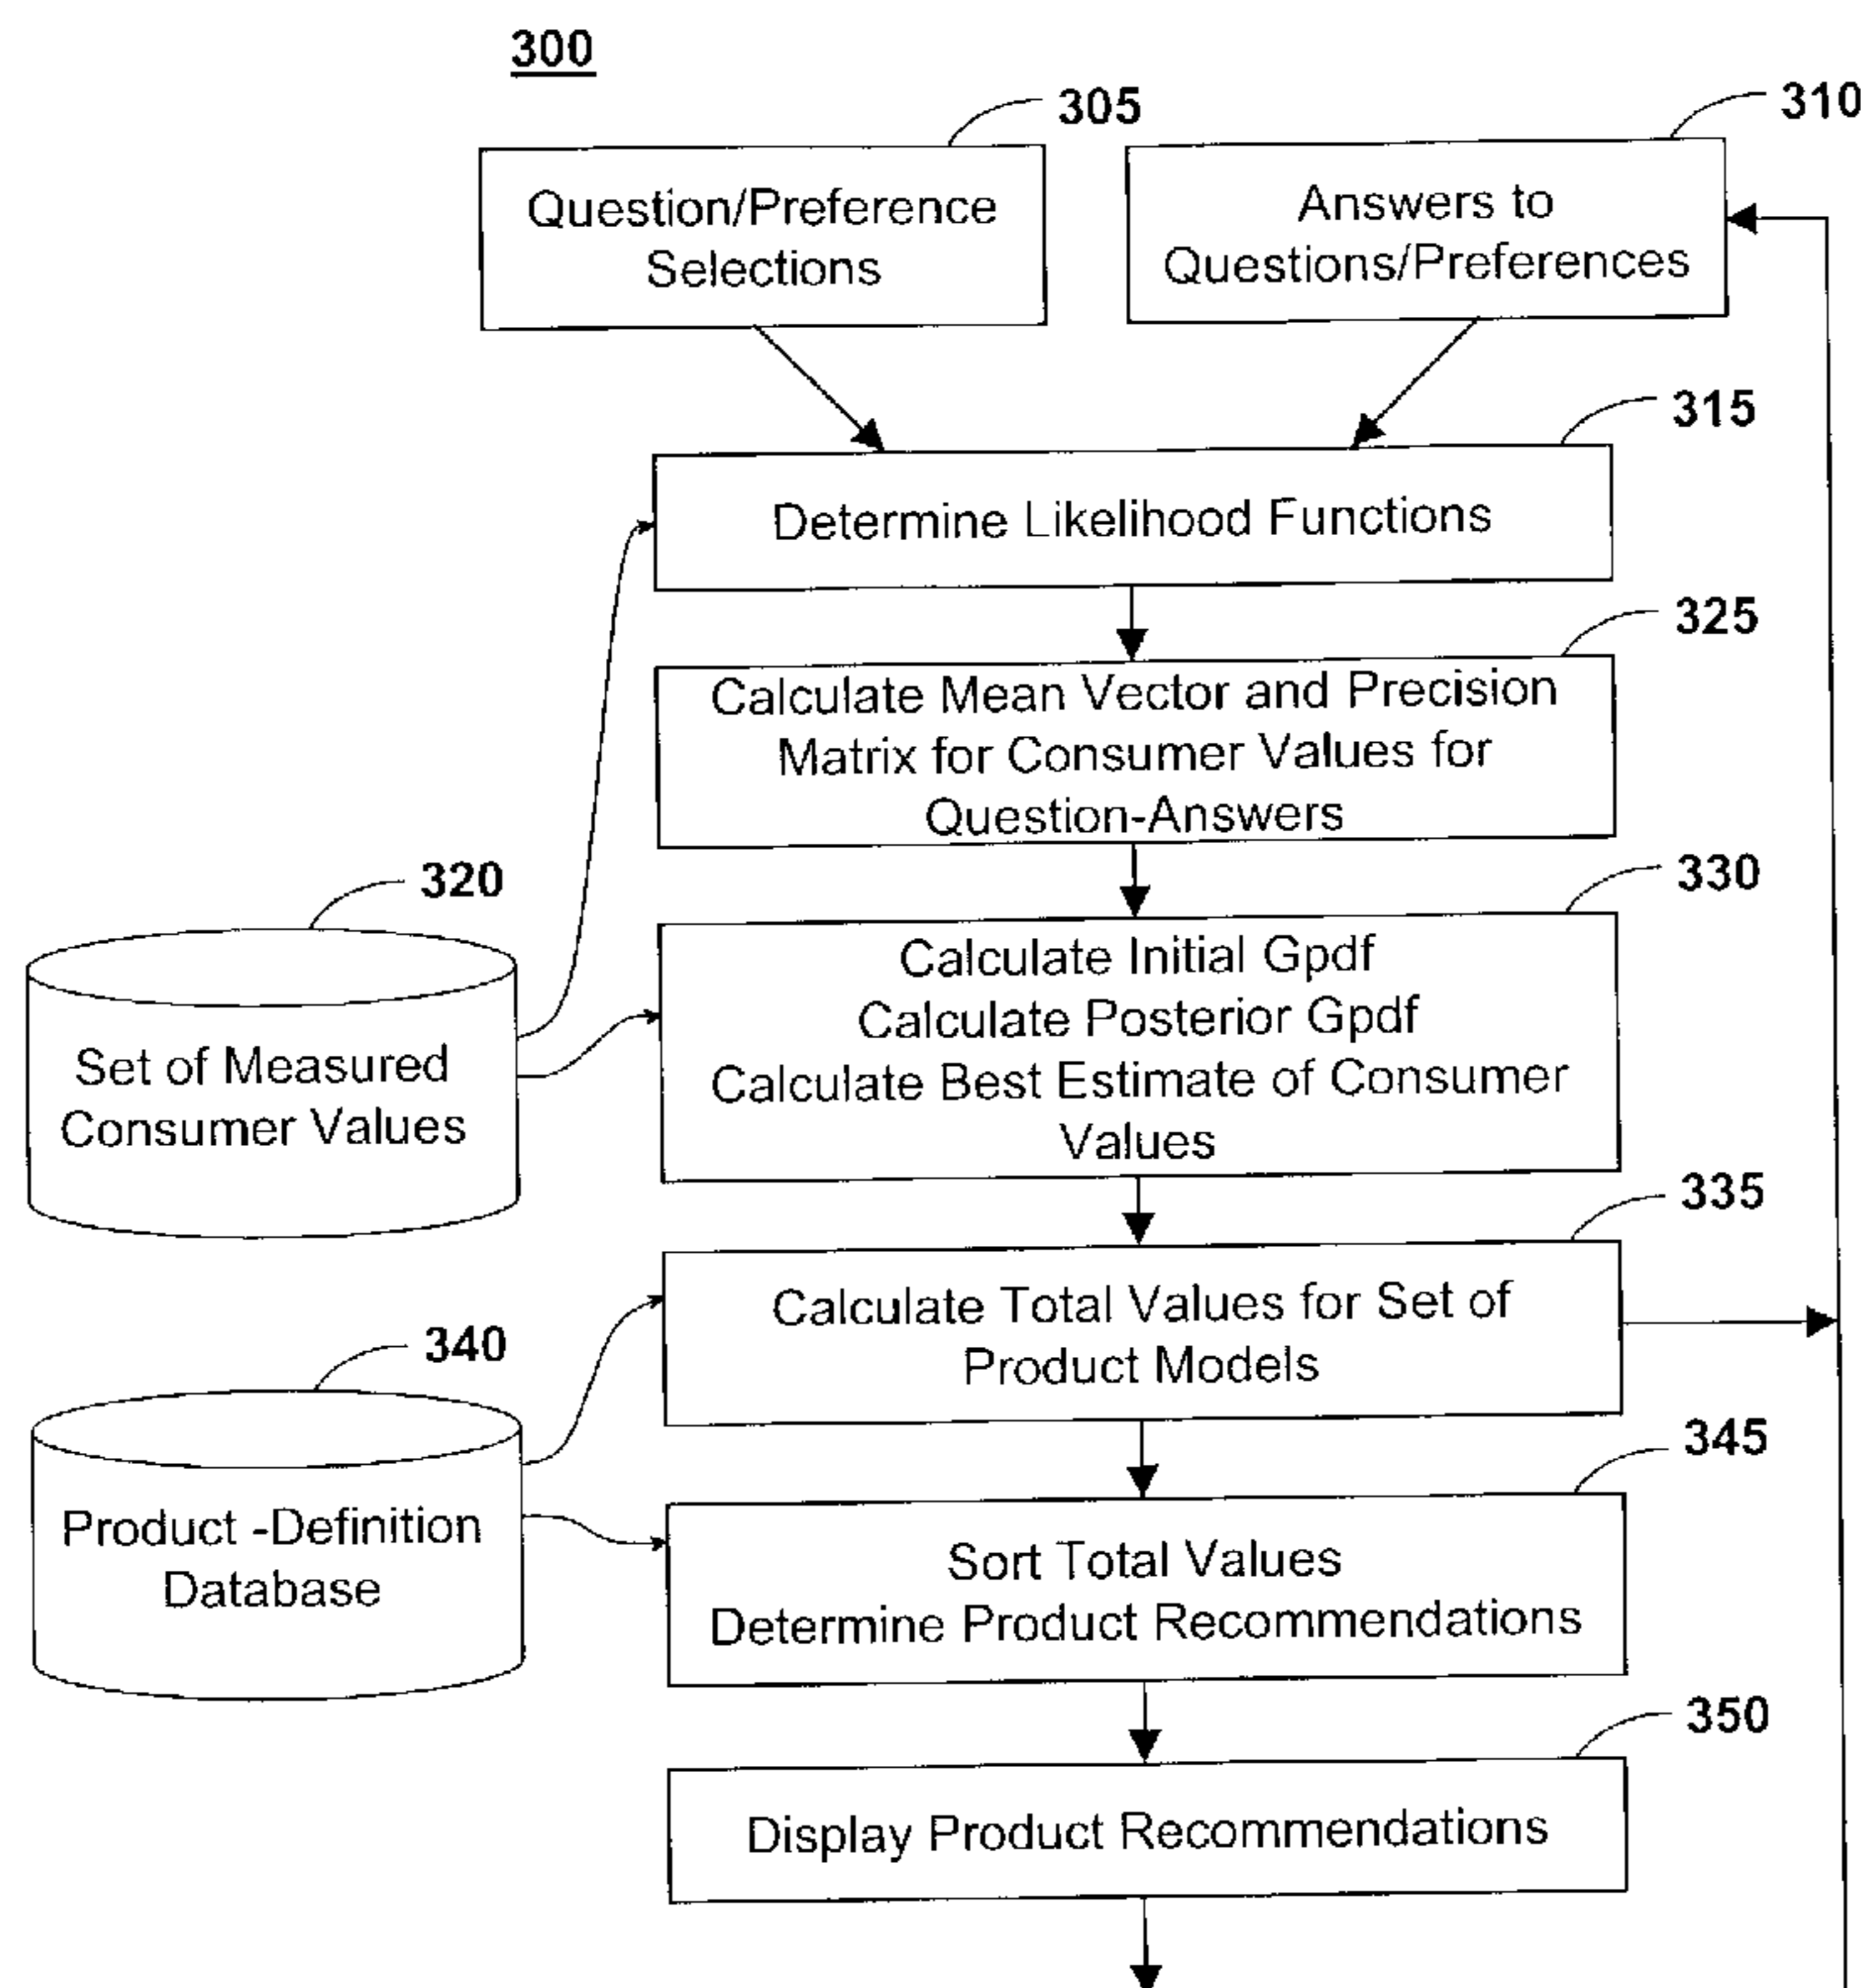 300
305
310
Question/Preference
Selections
Answers to
Questions/Preferences
315
Determine Likelihood Functions
325
Calculate Mean Vector and Precision
Matrix for Consumer Values for
Question-Answers
320
330
Set of Measured
Consumer Values
Calculate Initial Gpdf
Calculate Posterior Gpdf
Calculate Best Estimate of Consumer
Values
335
340
Calculate Total Values for Set of
Product Models
345
Product -Definition
Database
Sort Total Values
Determine Product Recommendations
350
Display Product Recommendations